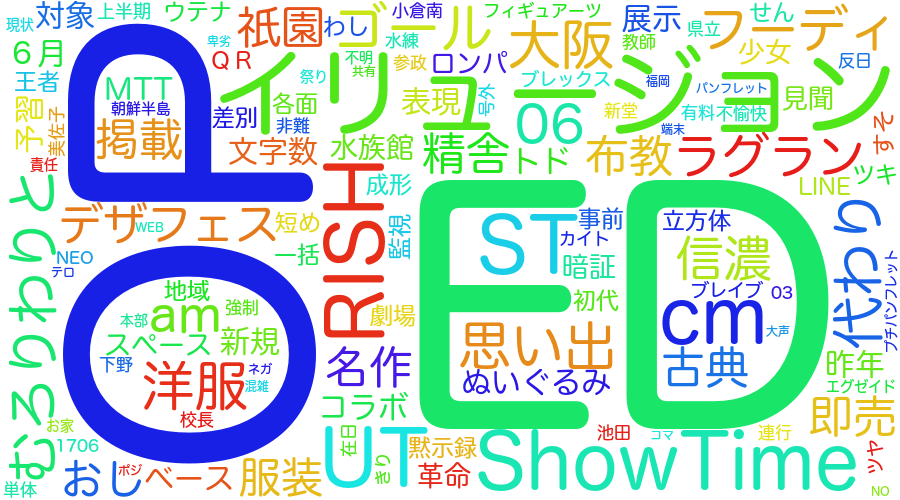 現状
対象
上半期
ウテナ
祇園
わし
小倉南
ゴール
フィギュアーツ
大阪
展示
せん
フーディ
教師
県立
少女
反日
6月
卑劣
QR
イリュージョン
水練
不明
共有
参政
ロンパ
王者
MTT
祭り
ブレックス
福岡
パンフレット
予習
朝鮮半島
差別
各面
表現
号外
06
新堂
有料
不愉快
見聞
美佐子
掲載
非難
端末
すそ
責任
文字数
水族館
精舎
トド
布教
ラグラン
P
むろりわりと
成形
LINE
ツキ
RISH
デザフェス
WEB
短め
監視
ST
事前
カイト
立方体
代わり
NEO
テロ
一括
暗証
信濃
プチパンフレット
O
ED
地域
am
強制
初代
ブレイブ
03
本部
スペース
新規
劇場
cm
大声
下野
洋服
ネガ
混雑
名作
思い出
古典
昨年
ぬいぐるみ
エグゼイド
校長
コラボ
即売
お家
1706
在日
UT
黙示録
ShowTime
池田
コマ
連行
単体
おじ
ポジ
ベース
服装
きり
革命
ツヤ
NO